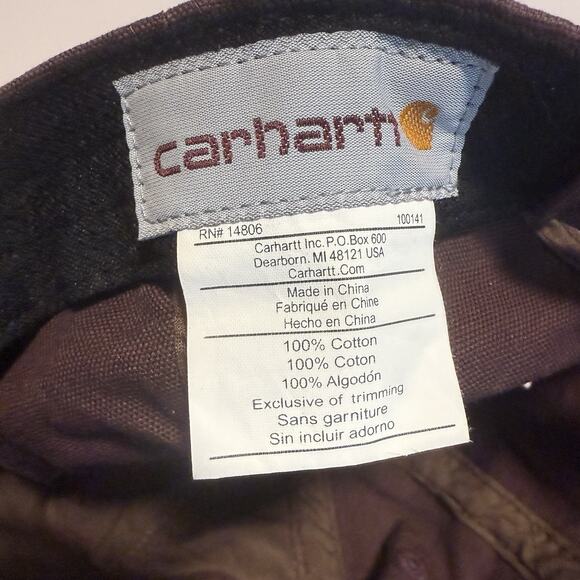 carhartt
RN# 14806 100141
Carhartt Inc. P.O.Box 600
Dearborn. MI 48121 USA
Carhartt.Com
Made in China
Fabriqué en Chine
Hecho en China
100% Cotton
100% Coton
100% Algodón
Exclusive of trimming
Sans garniture
Sin incluir adorno